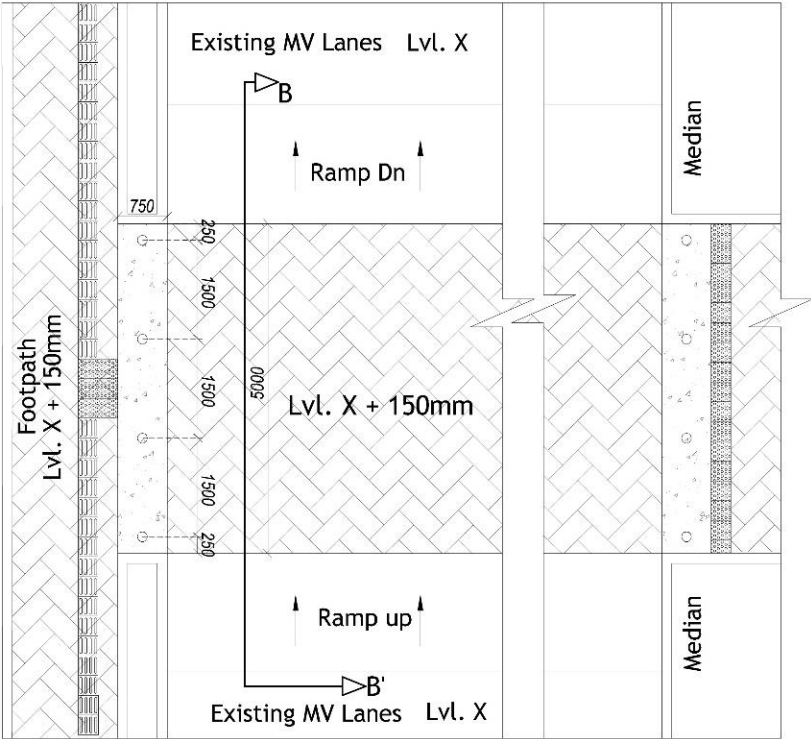 Existing MV Lanes Lvl. X
B
Ramp Dn
Median
750
250
1500
1500
1500
250
5000
Footpath
Lvl. X + 150mm
Lvl. X + 150mm
Ramp up
Median
B'
Existing MV Lanes Lvl. X